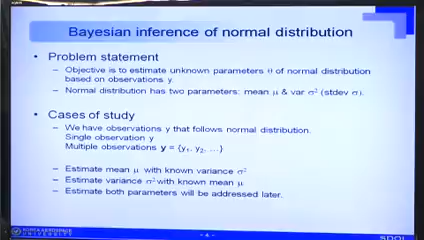 Bayesian inference of normal distribution
Problem statement
– Objective is to estimate unknown parameters θ of normal distribution
based on observations y.
– Normal distribution has two parameters: mean μ & var σ² (stdev σ).
Cases of study
– We have observations y that follows normal distribution.
Single observation y
Multiple observations y = {y₁, y₂, …}
– Estimate mean μ with known variance σ²
– Estimate variance σ² with known mean μ
– Estimate both parameters will be addressed later.
KOREA AEROSPACE
UNIVERSITY
- 4 -